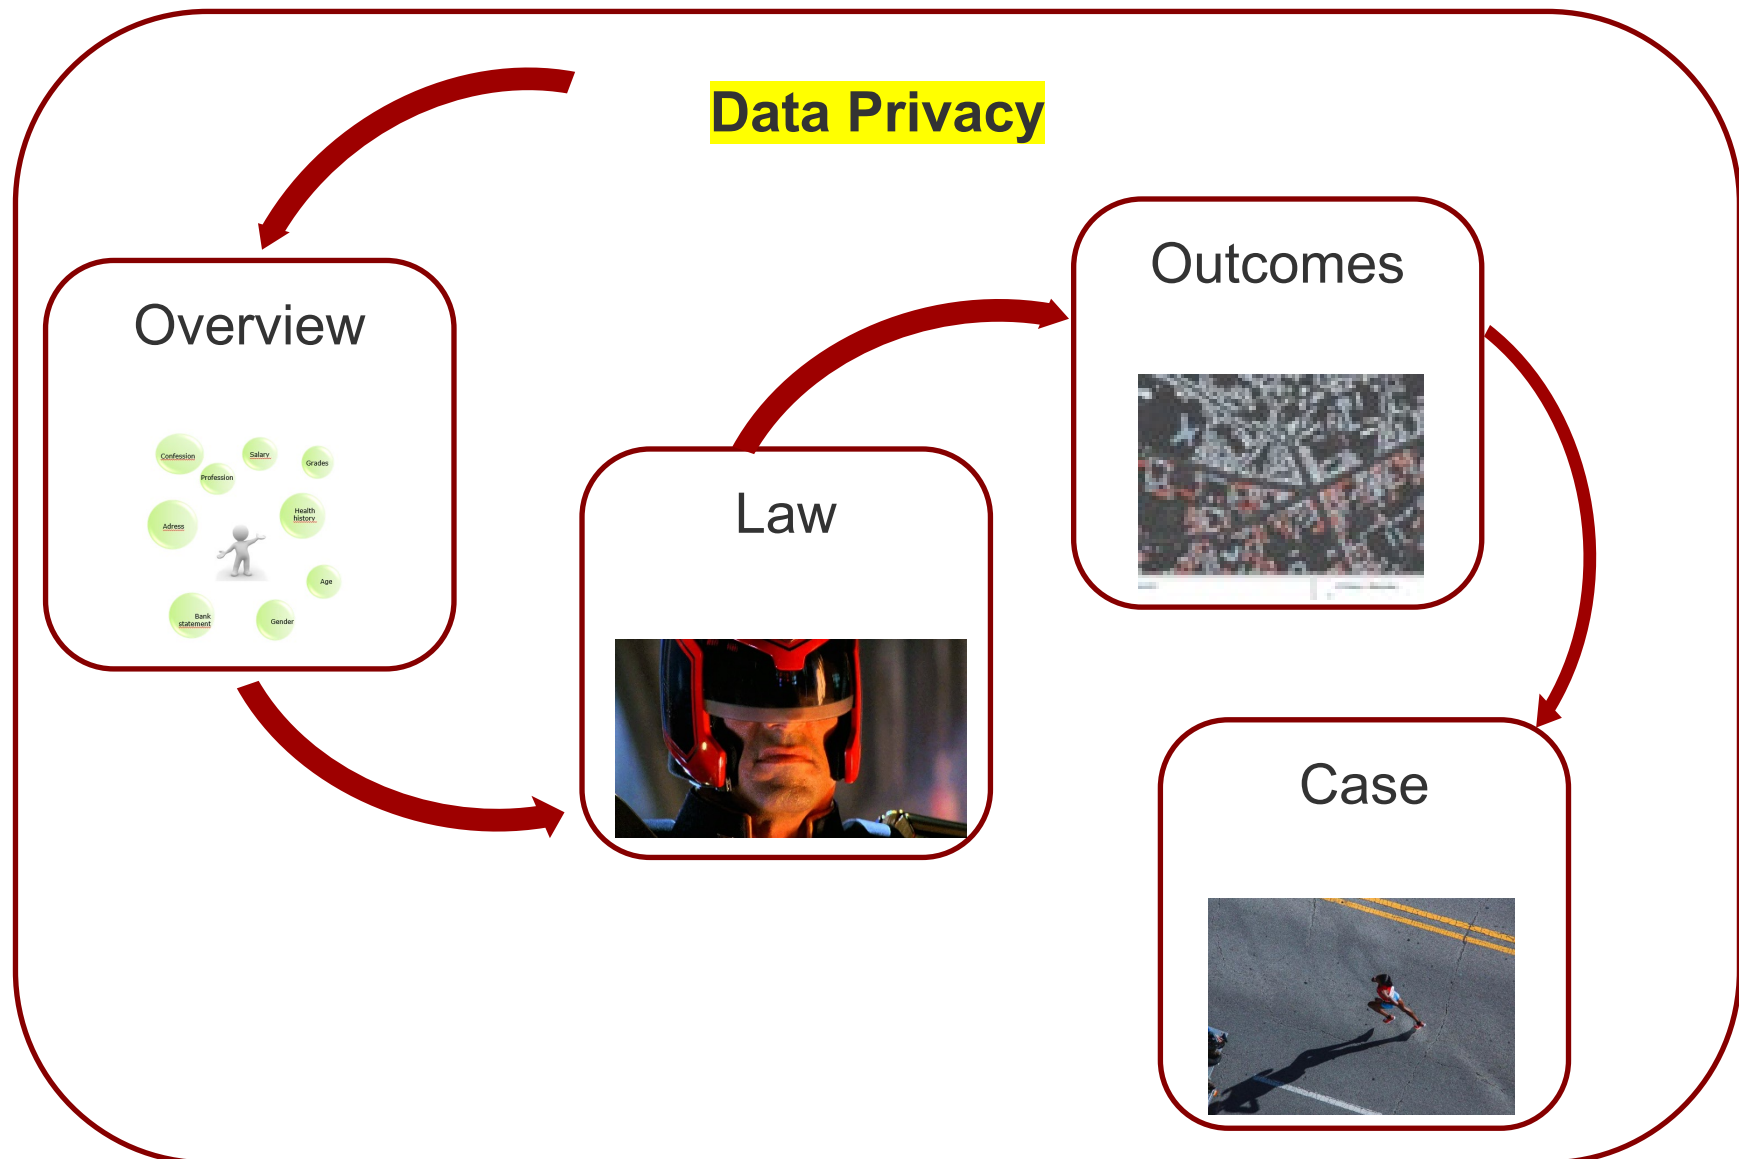 Data Privacy
Overview
Confession
Salary
Grades
Profession
Health
history
Adress
Age
Bank
statement
Gender
Law
Outcomes
Case